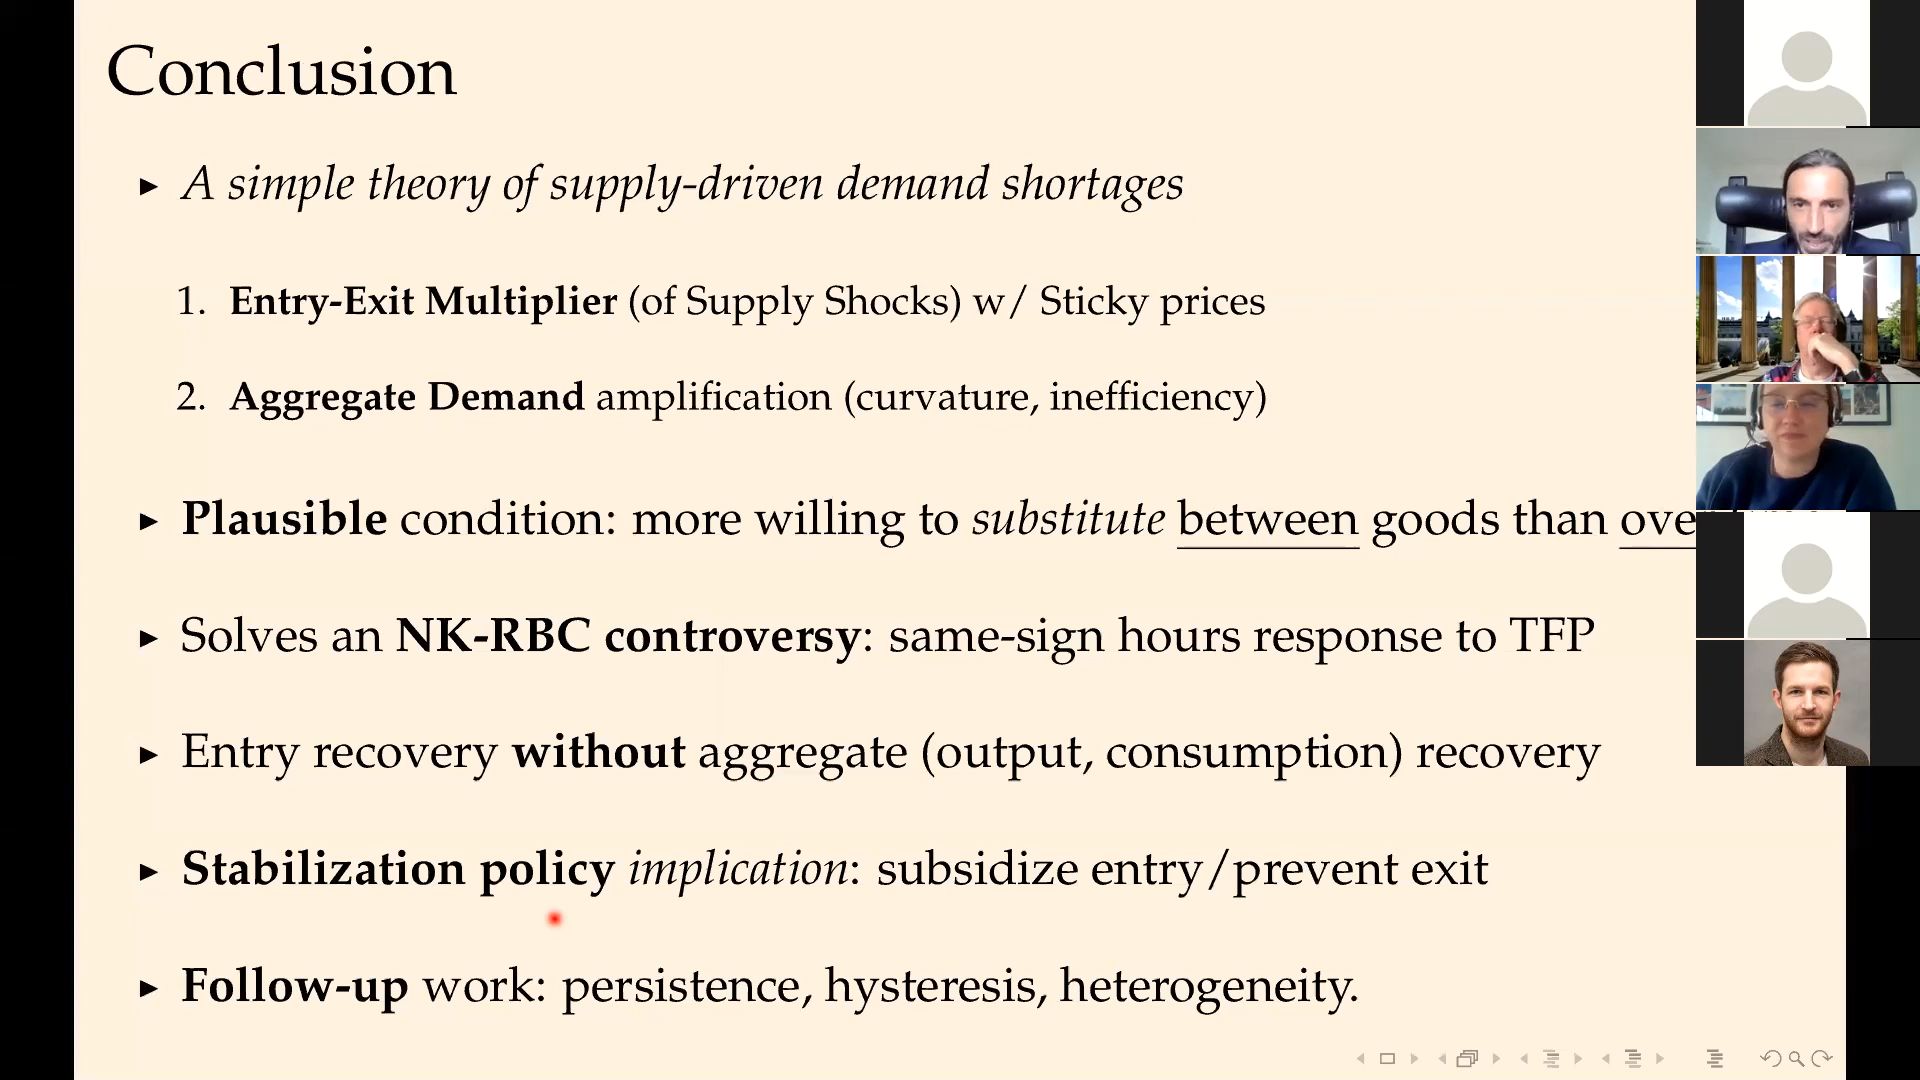 Conclusion
▸ A simple theory of supply-driven demand shortages
1. Entry-Exit Multiplier (of Supply Shocks) w/ Sticky prices
2. Aggregate Demand amplification (curvature, inefficiency)
▸ Plausible condition: more willing to substitute between goods than
▸ Solves an NK-RBC controversy: same-sign hours response to TFP
▸ Entry recovery without aggregate (output, consumption) recovery
▸ Stabilization policy implication: subsidize entry/prevent exit
▸ Follow-up work: persistence, hysteresis, heterogeneity.